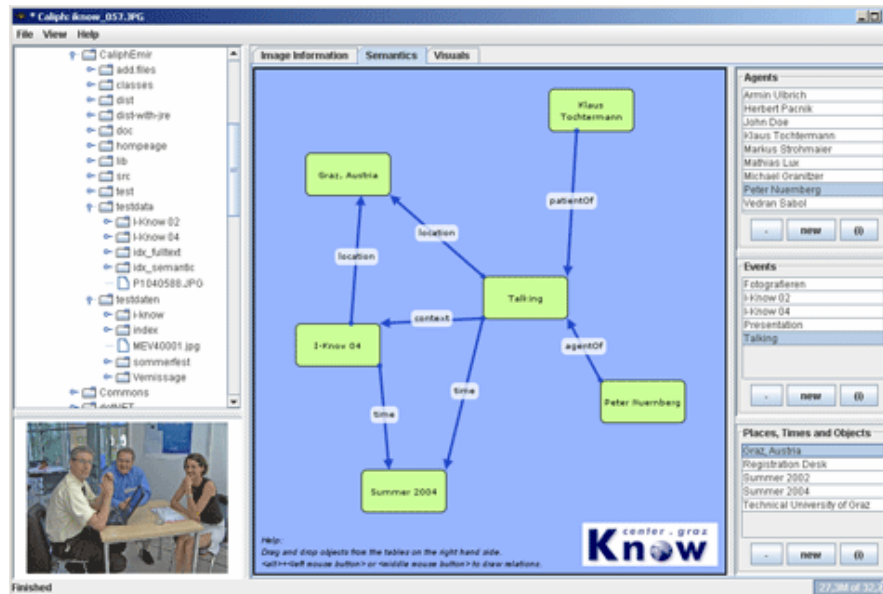 * Caliph: iknow_057.JPG
File View Help
CaliphEmir
add.files
classes
dist
dist-with-jre
doc
hompeage
lib
src
test
testdata
I-Know 02
I-Know 04
idx_fulltext
idx_semantic
P1040588.JPG
testdaten
i-know
index
MEV40001.jpg
sommerfest
Vernissage
Commons
dotNET
Image Information Semantics Visuals
Klaus
Tochtermann
Graz, Austria
patientOf
location
location
Talking
context
I-Know 04
agentOf
time
time
Peter Nuernberg
Summer 2004
Help:
Drag and drop objects from the tables on the right hand side.
<alt>+<left mouse button> or <middle mouse button> to draw relations.
center.graz
Know
Agents
Armin Ulbrich
Herbert Pacnik
John Doe
Klaus Tochtermann
Markus Strohmaier
Mathias Lux
Michael Granitzer
Peter Nuernberg
Vedran Sabol
- new (i)
Events
Fotografieren
I-Know 02
I-Know 04
Presentation
Talking
- new (i)
Places, Times and Objects
Graz, Austria
Registration Desk
Summer 2002
Summer 2004
Technical University of Graz
- new (i)
Finished
27,3M of 32,